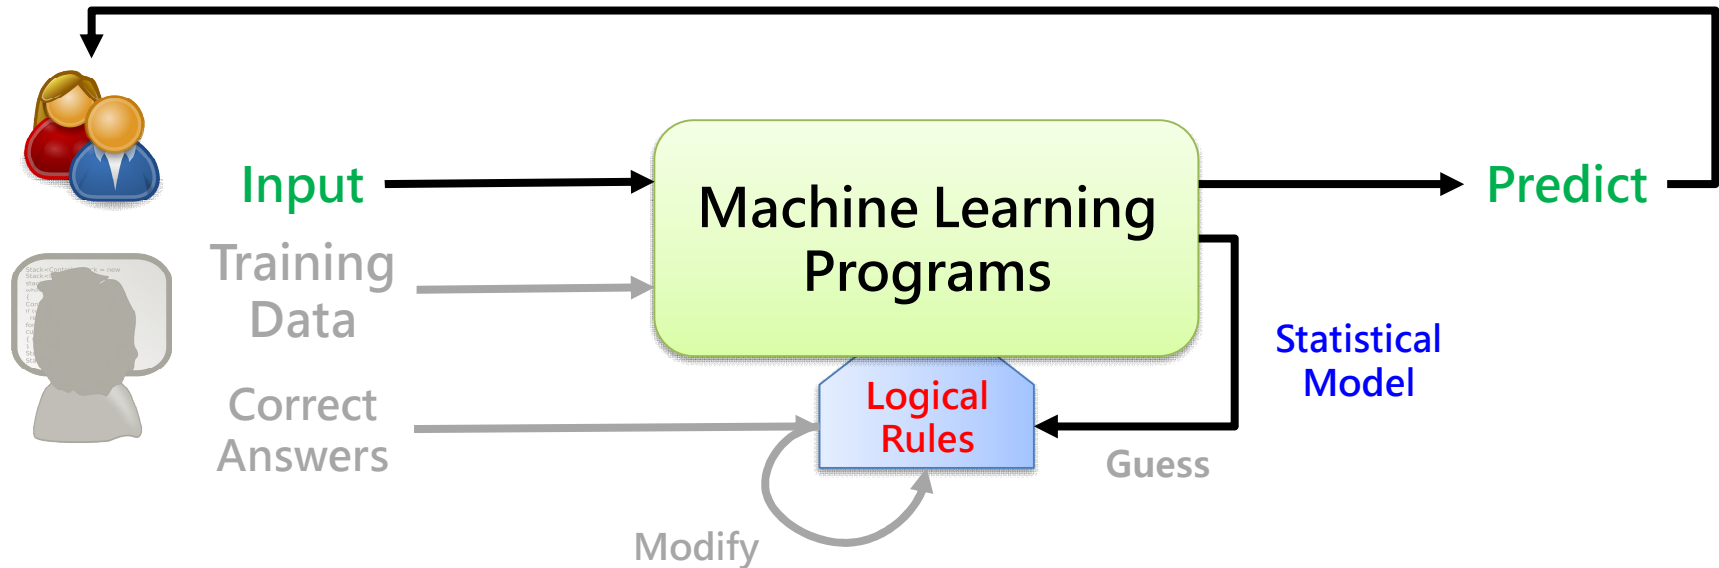 Input
Machine Learning
Programs
Predict
Training
Data
Statistical
Model
Correct
Answers
Logical
Rules
Guess
Modify